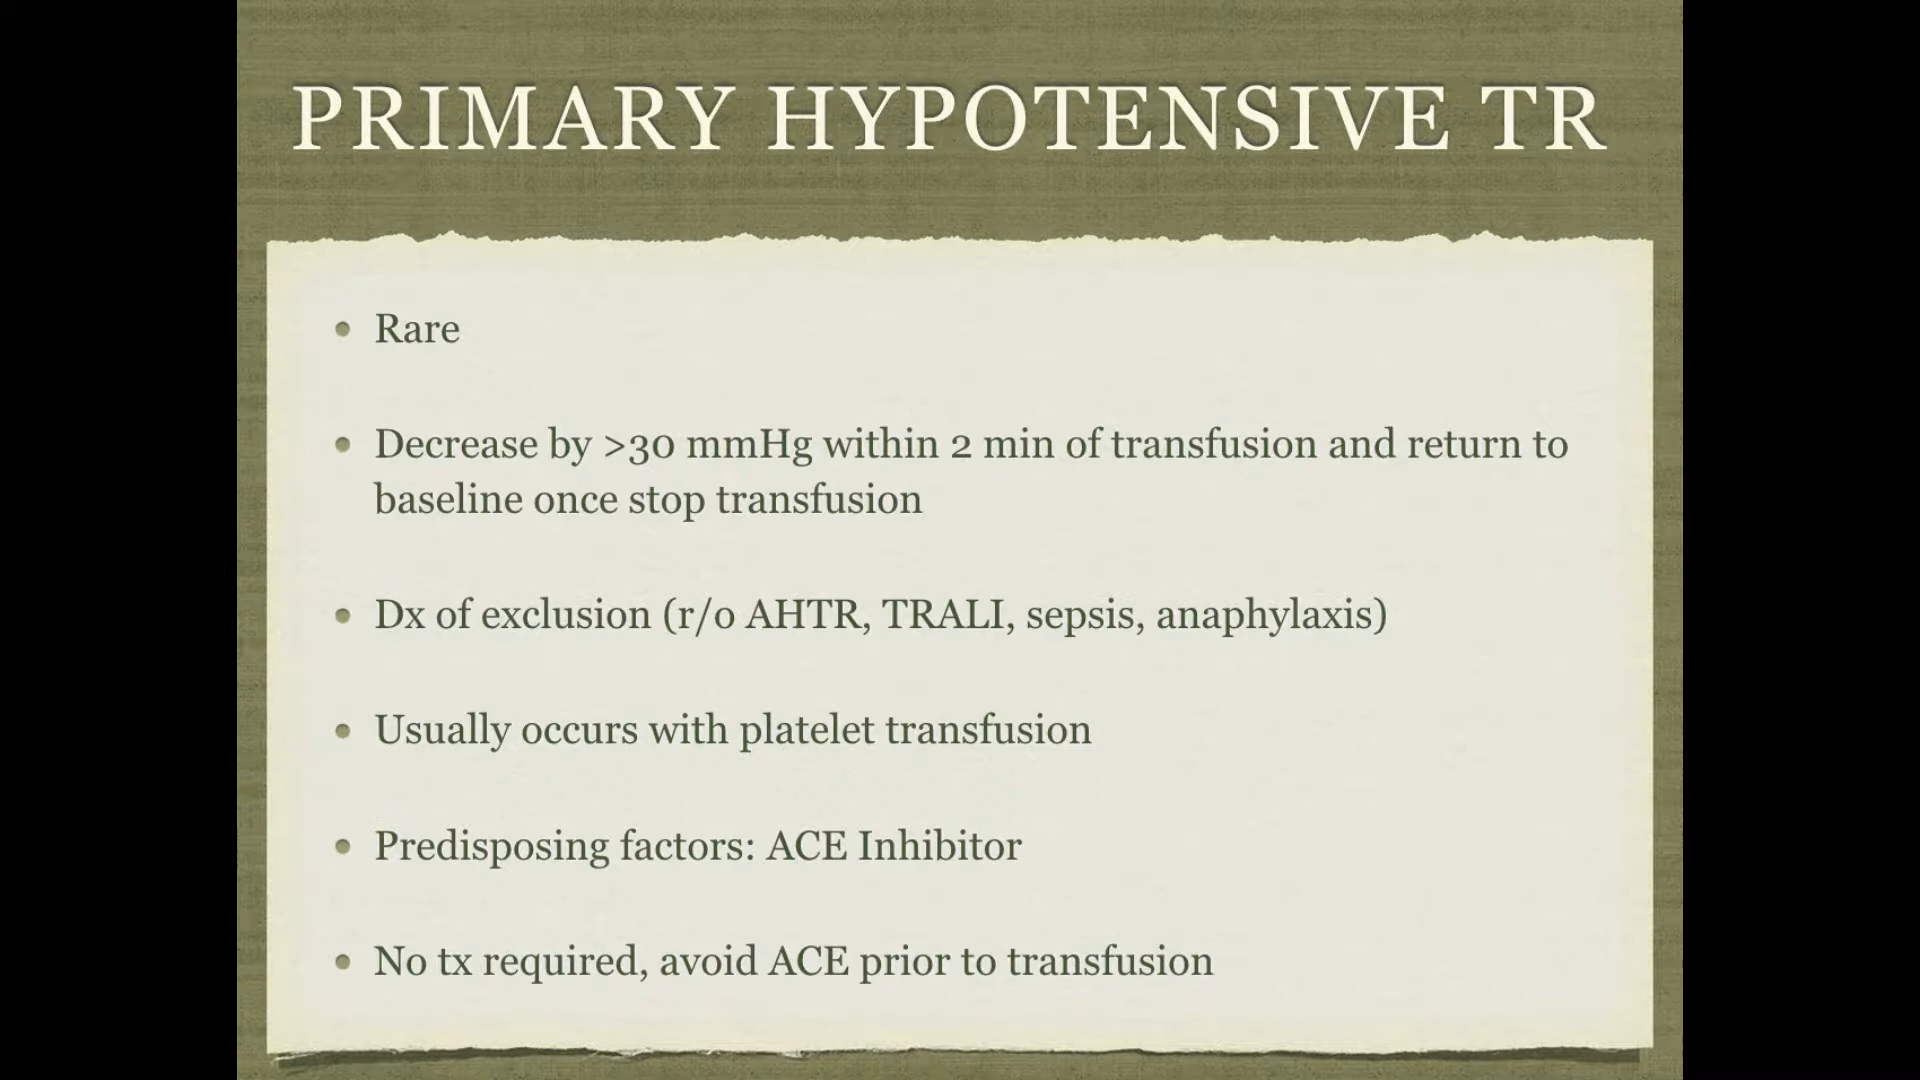 PRIMARY HYPOTENSIVE TR
• Rare
• Decrease by >30 mmHg within 2 min of transfusion and return to
baseline once stop transfusion
• Dx of exclusion (r/o AHTR, TRALI, sepsis, anaphylaxis)
• Usually occurs with platelet transfusion
• Predisposing factors: ACE Inhibitor
• No tx required, avoid ACE prior to transfusion